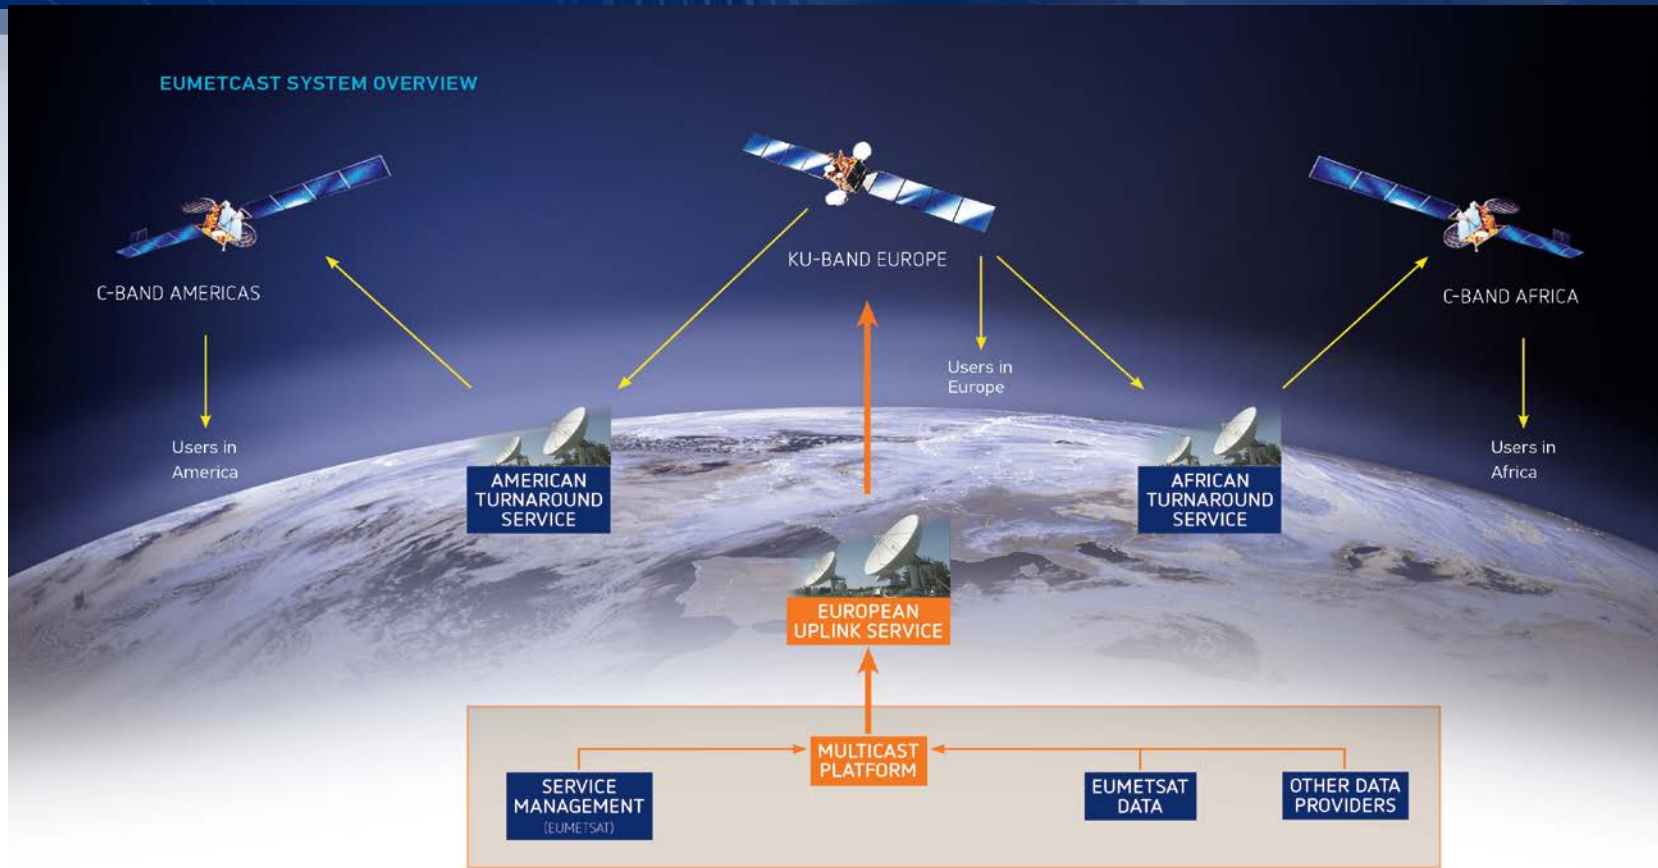 EUMETCAST SYSTEM OVERVIEW
KU-BAND EUROPE
C-BAND AMERICAS
C-BAND AFRICA
Users in
Europe
Users in
America
Users in
Africa
AMERICAN
TURNAROUND
SERVICE
AFRICAN
TURNAROUND
SERVICE
EUROPEAN
UPLINK SERVICE
MULTICAST
PLATFORM
SERVICE
MANAGEMENT
(EUMETSAT)
EUMETSAT
DATA
OTHER DATA
PROVIDERS